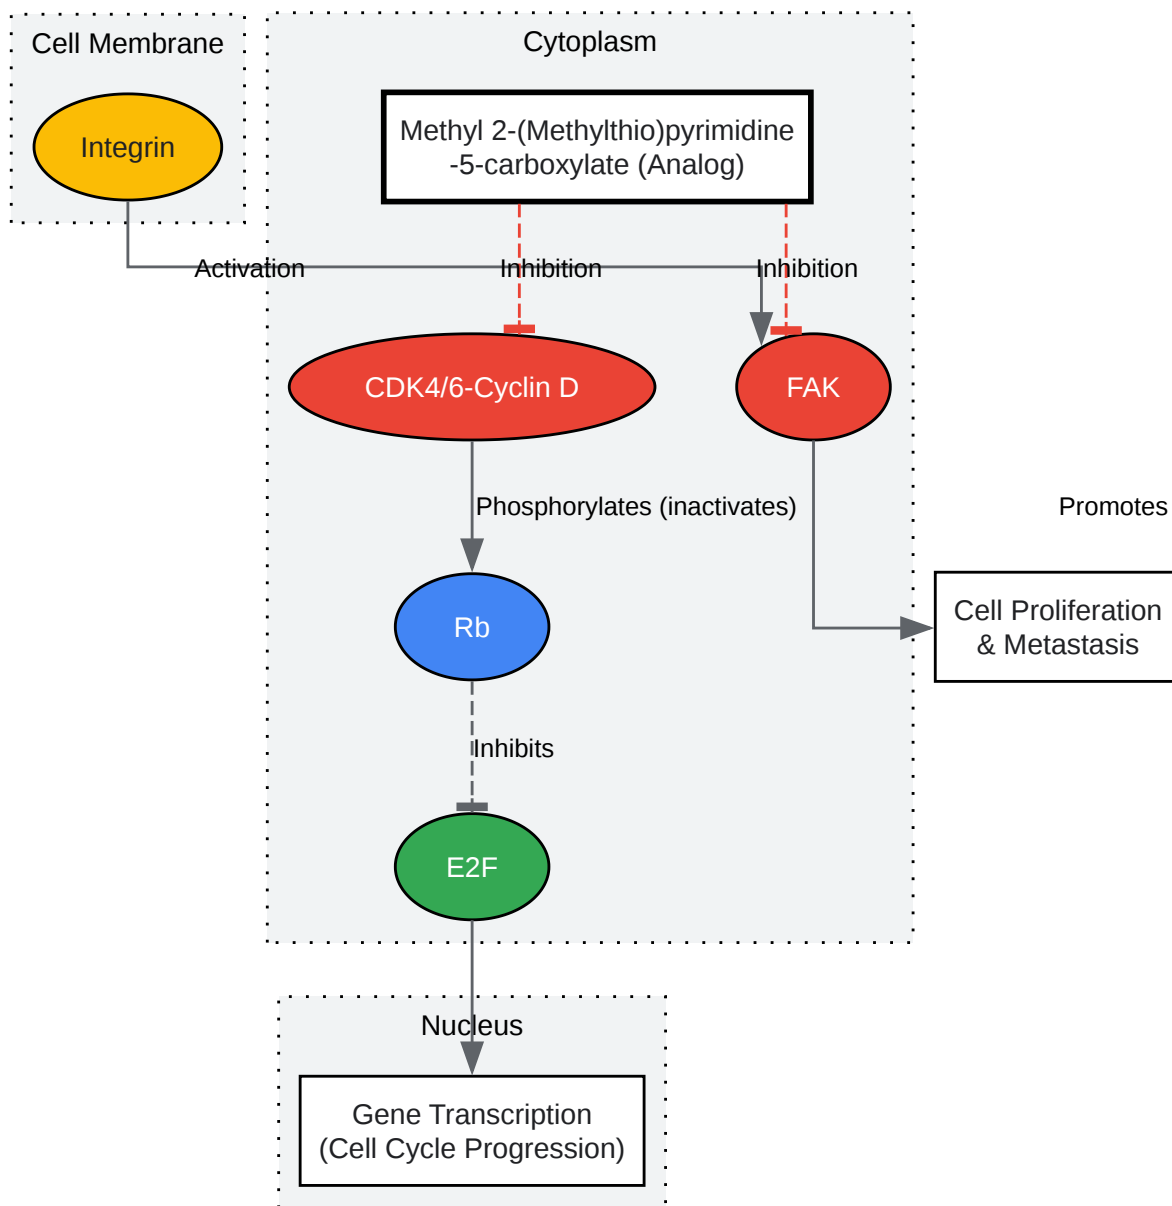 Cell Membrane
Cytoplasm
Integrin
Methyl 2-(Methylthio)pyrimidine
-5-carboxylate (Analog)
Activation
Inhibition
Inhibition
CDK4/6-Cyclin D
FAK
Phosphorylates (inactivates)
Promotes
Rb
Cell Proliferation
& Metastasis
Inhibits
E2F
Nucleus
Gene Transcription
(Cell Cycle Progression)